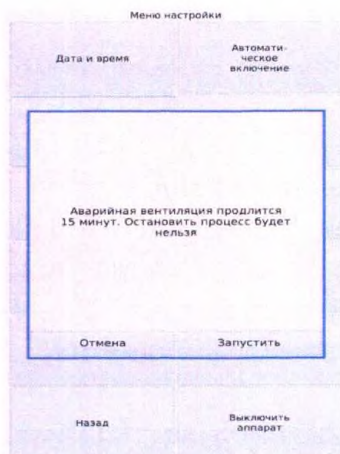 Меню настройки
Дата и время
Автомати-
ческое
включение
Аварийная вентиляция продлится
15 минут. Остановить процесс будет
нельзя
Отмена
Запустить
Назад
Выключить
аппарат